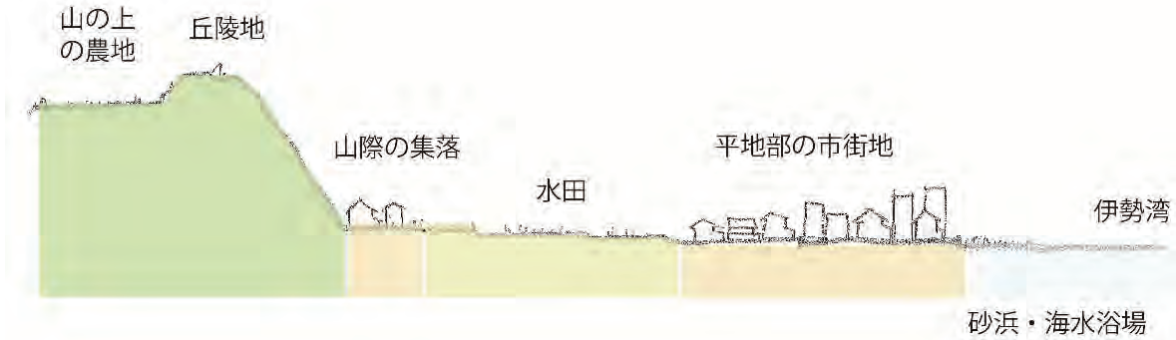 山の上
の農地
丘陵地
山際の集落
水田
平地部の市街地
伊勢湾
砂浜・海水浴場